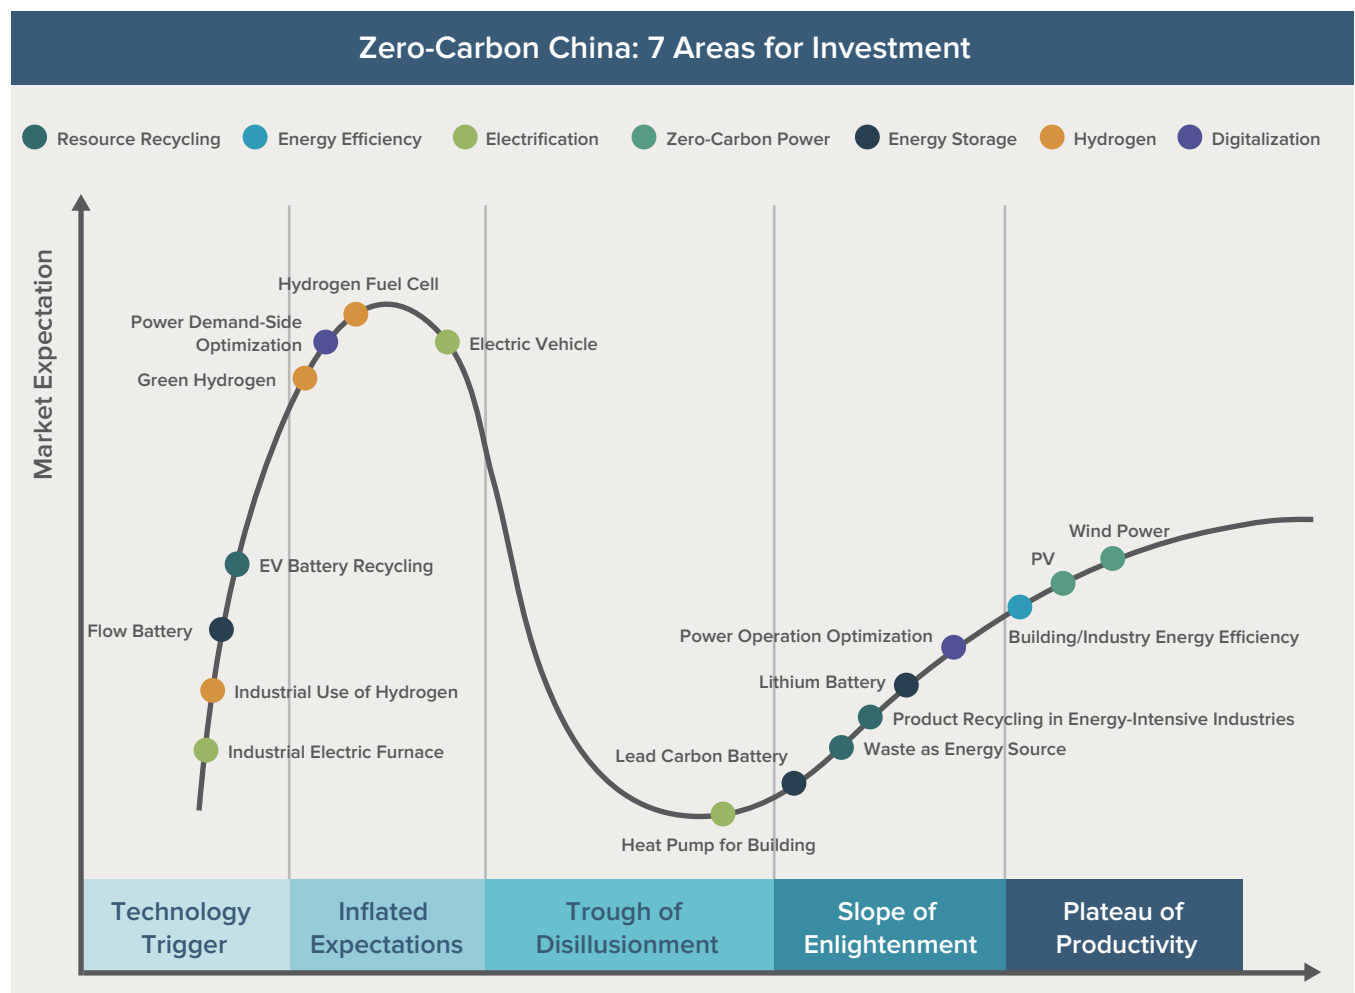 Zero-Carbon China: 7 Areas for Investment
Resource Recycling
Energy Efficiency
Electrification
Zero-Carbon Power
Energy Storage
Hydrogen
Digitalization
Market Expectation
Hydrogen Fuel Cell
Power Demand-Side
Optimization
Electric Vehicle
Green Hydrogen
Wind Power
PV
EV Battery Recycling
Flow Battery
Power Operation Optimization
Building/Industry Energy Efficiency
Lithium Battery
Industrial Use of Hydrogen
Product Recycling in Energy-Intensive Industries
Waste as Energy Source
Industrial Electric Furnace
Lead Carbon Battery
Heat Pump for Building
Technology
Trigger
Inflated
Expectations
Trough of
Disillusionment
Slope of
Enlightenment
Plateau of
Productivity